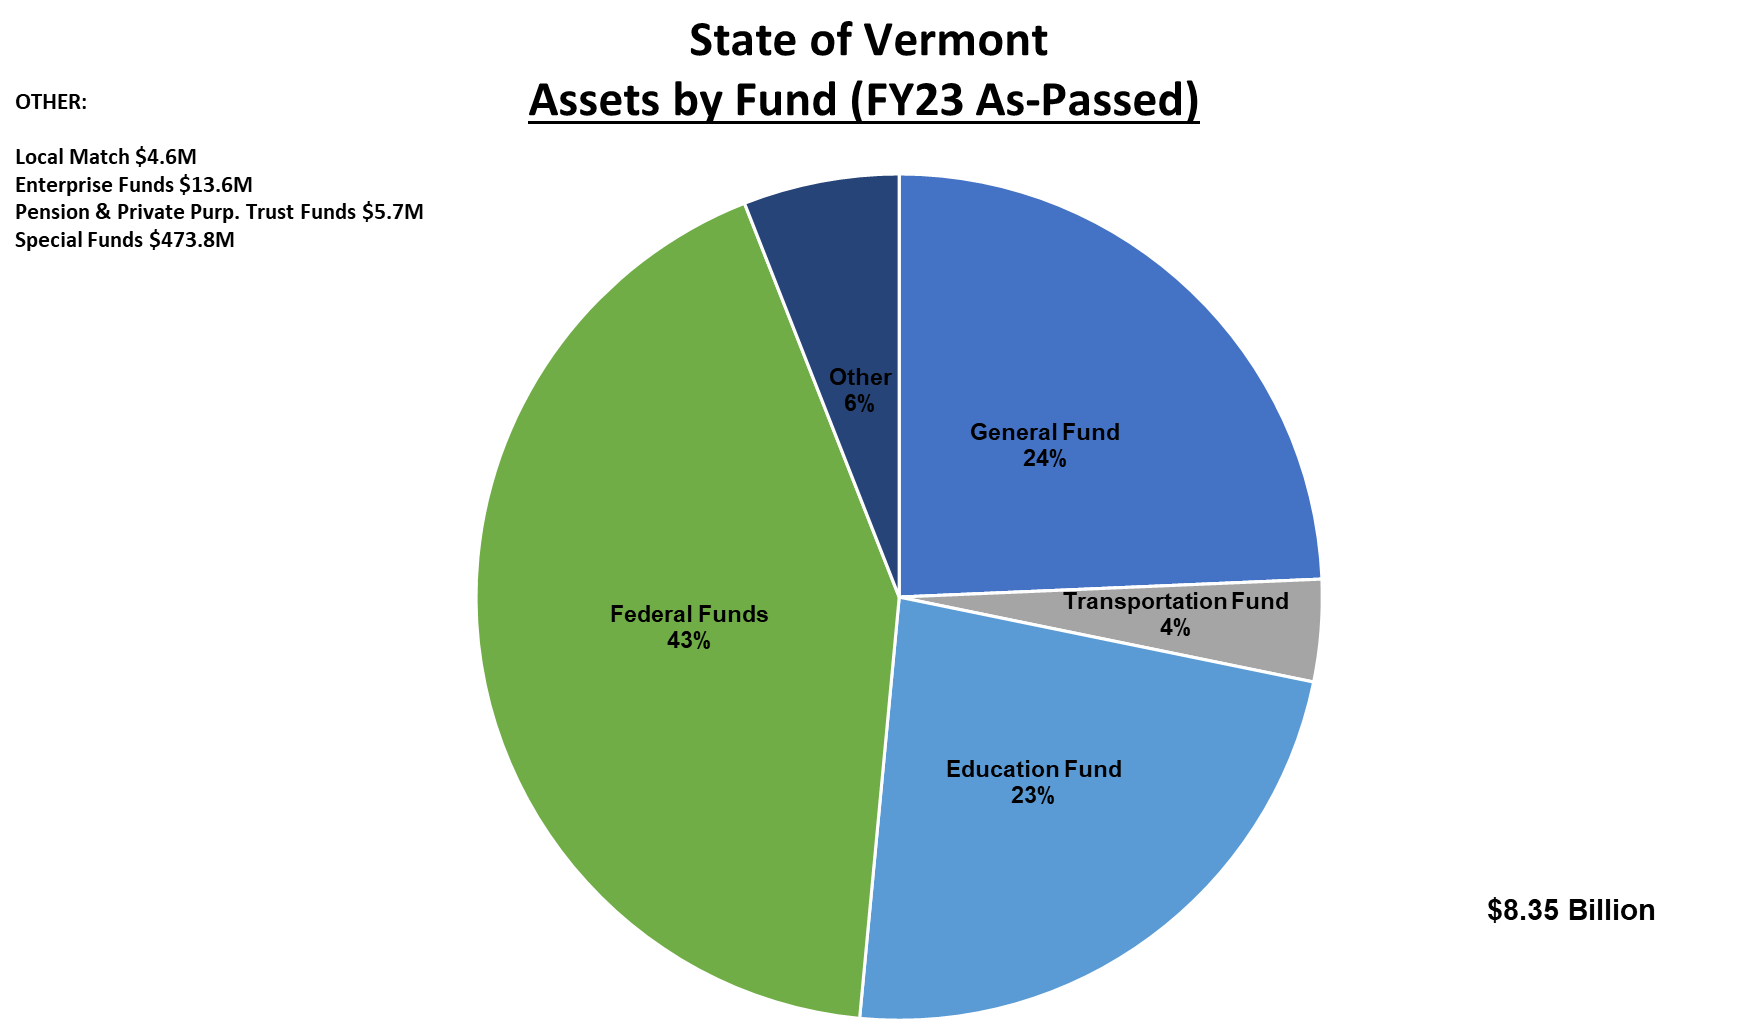 State of Vermont
Assets by Fund (FY23 As-Passed)
OTHER:
Local Match $4.6M
Enterprise Funds $13.6M
Pension & Private Purp. Trust Funds $5.7M
Special Funds $473.8M
Other
6%
General Fund
24%
Transportation Fund
4%
Federal Funds
43%
Education Fund
23%
$8.35 Billion